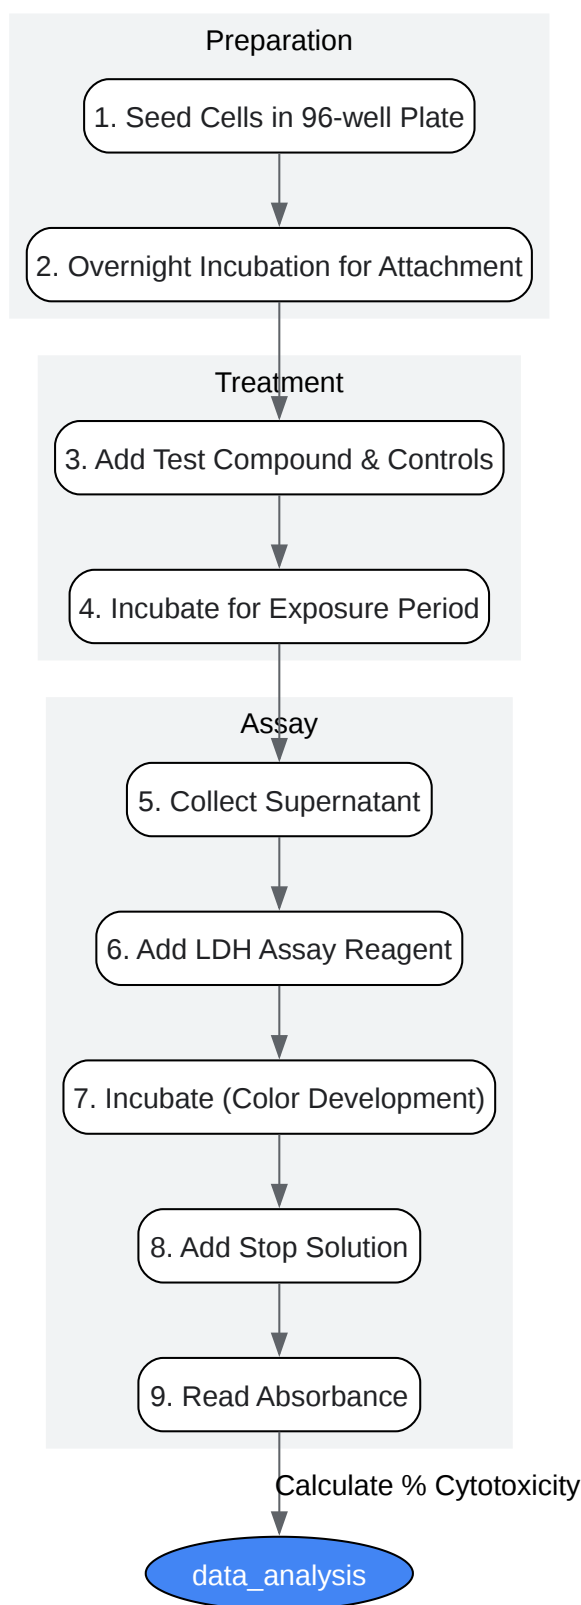 Preparation
1. Seed Cells in 96-well Plate
2. Overnight Incubation for Attachment
Treatment
3. Add Test Compound & Controls
4. Incubate for Exposure Period
Assay
5. Collect Supernatant
6. Add LDH Assay Reagent
7. Incubate (Color Development)
8. Add Stop Solution
9. Read Absorbance
Calculate % Cytotoxicity
data_analysis